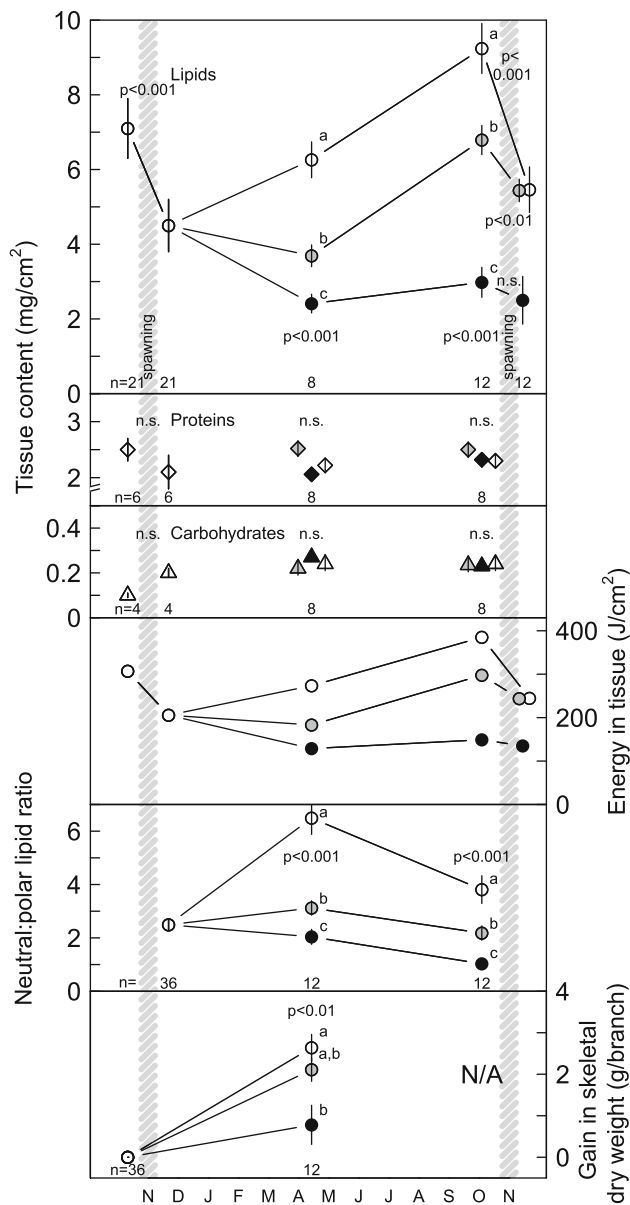 10
8
6
4
2
0
Tissue content (mg/cm²)
Lipids
p<0.001
a
p<
0.001
a
b
p<0.01
b
c
n.s.
c
p<0.001
p<0.001
spawning
spawning
n=21 21 8 12 12
3
2
n.s. Proteins n.s. n.s.
n=6 6 8 8
0.4
0.2
0
n.s. Carbohydrates n.s. n.s.
n=4 4 8 8
400
200
0
Energy in tissue (J/cm²)
6
4
2
0
Neutral:polar lipid ratio
a
p<0.001 p<0.001
a
b
b
c
c
n= 36 12 12
4
2
0
Gain in skeletal
dry weight (g/branch)
p<0.01
a
a,b
b
N/A
n=36 12
N D J F M A M J J A S O N